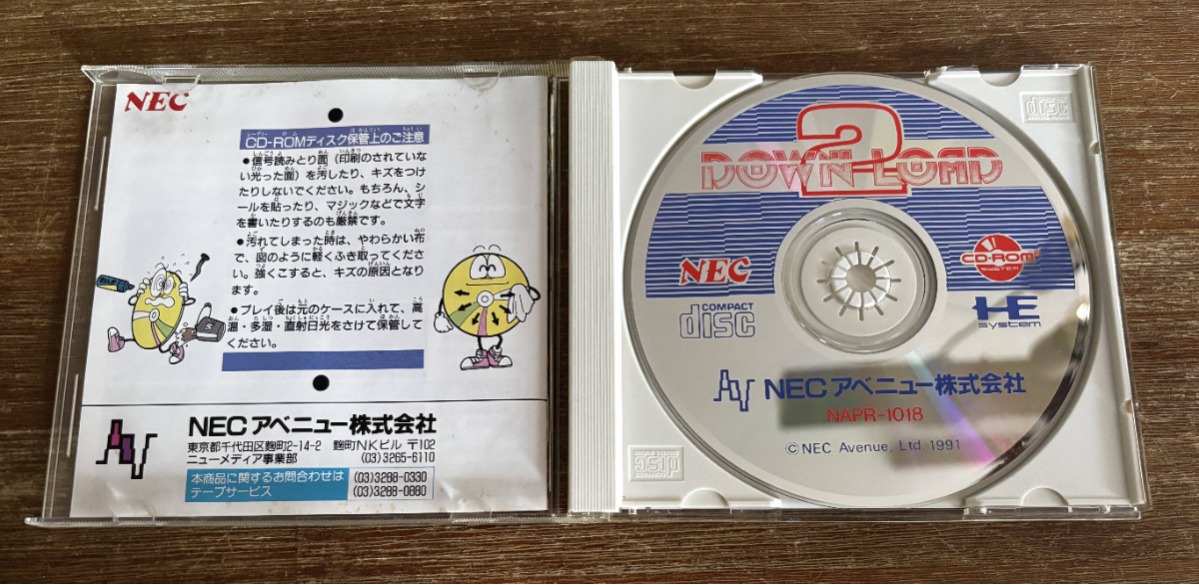 NEC
CD-ROMディスク保管上のご注意
●信号読みとり面（印刷のされていな
い光った面）を汚したり、キズをつけ
たりしないでください。もちろん、シ
ールを貼ったり、マジックなどで文字
を書いたりするのも厳禁です。
●汚れてしまった時は、やわらかい布
で、図のように軽くふき取ってくださ
い。強くこすると、キズの原因となり
ます。
●プレイ後は元のケースに入れて、高
温・多湿・直射日光をさけて保管して
ください。
NECアベニュー株式会社
東京都千代田区麹町2-14-2 麹町NKビル 〒102
ニューメディア事業部 (03)3265-6110
本商品に関するお問合わせは (03)3288-0330
テープサービス (03)3288-0880
2
DOWN LOAD
NEC
CD-ROM2
SYSTEM
COMPACT
disc
HE
system
NECアベニュー株式会社
NAPR-1018
©NEC Avenue, Ltd. 1991
disc
disc